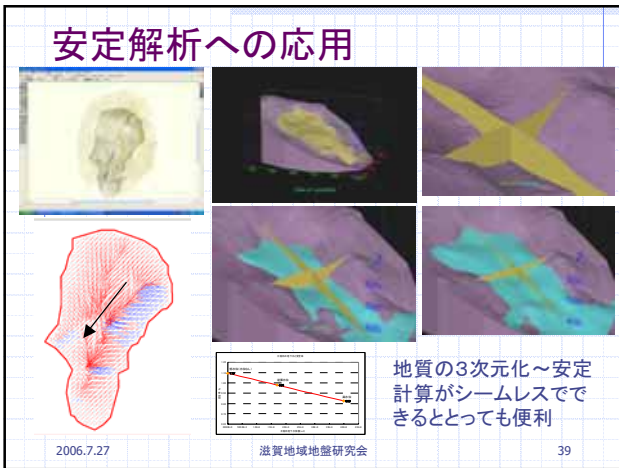 安定解析への応用
地質の3次元化～安定
計算がシームレスでで
きるととっても便利
2006.7.27
滋賀地域地盤研究会
39